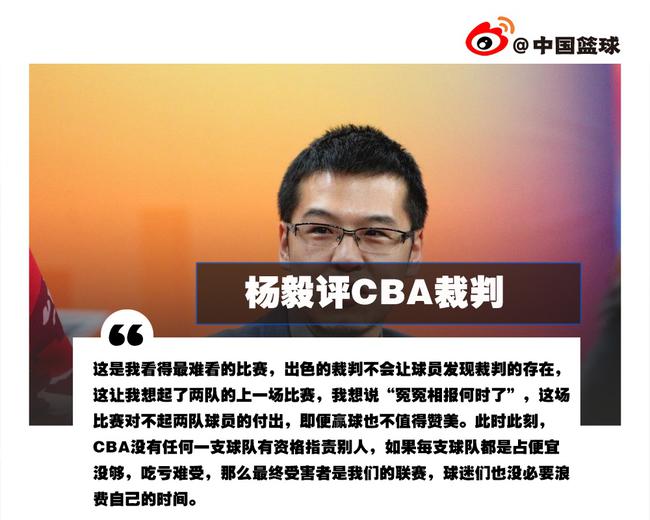 @中国篮球
杨毅评CBA裁判
“
这是我看得最难看的比赛，出色的裁判不会让球员发现裁判的存在，
这让我想起了两队的上一场比赛，我想说“冤冤相报何时了”，这场
比赛对不起两队球员的付出，即便赢球也不值得赞美。此时此刻，
CBA没有任何一支球队有资格指责别人，如果每支球队都是占便宜
没够，吃亏难受，那么最终受害者是我们的联赛，球迷们也没必要浪
费自己的时间。